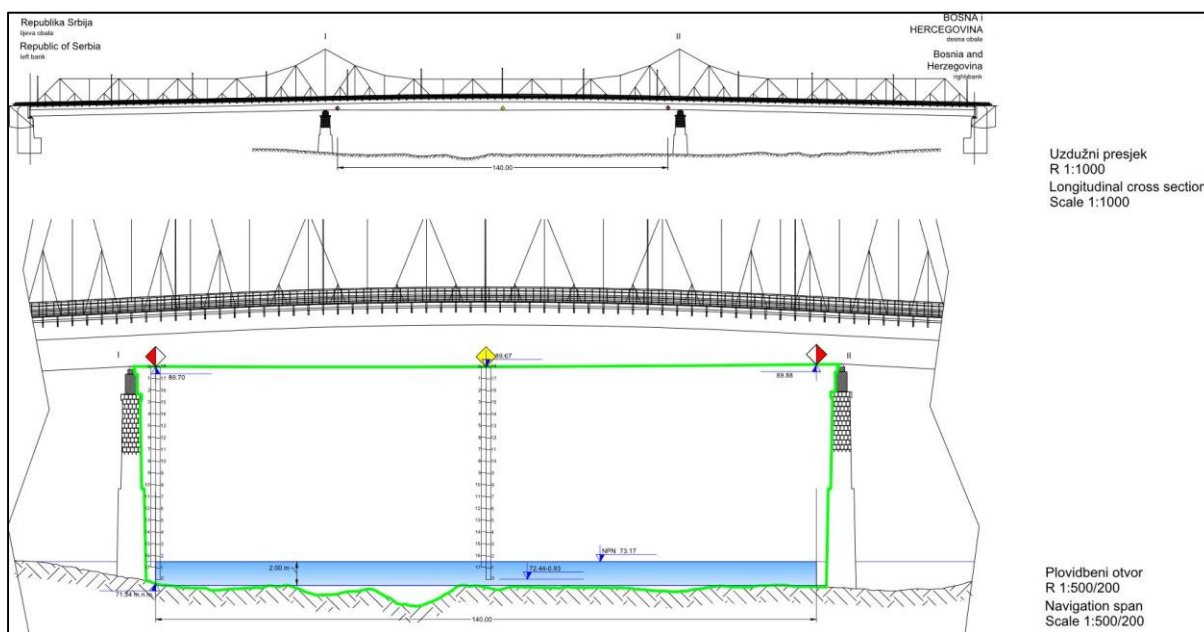 Republika Srbija
lijeva obala
Republic of Serbia
left bank
I
II
BOSNA i
HERCEGOVINA
desna obala
Bosnia and
Herzegovina
right bank
140.00
Uzdužni presjek
R 1:1000
Longitudinal cross section
Scale 1:1000
I
89.70
89.67
89.88
II
NPN 73.17
2.00 m
72.44-0.83
140.00
Plovidbeni otvor
R 1:500/200
Navigation span
Scale 1:500/200